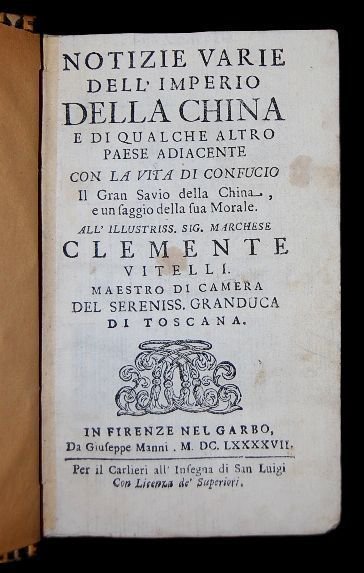 NOTIZIE VARIE
DELL' IMPERIO
DELLA CHINA
E DI QUALCHE ALTRO
PAESE ADIACENTE
CON LA VITA DI CONFUCIO
Il Gran Savio della China,
e un saggio della sua Morale.
ALL' ILLUSTRISS. SIG. MARCHESE
CLEMENTE
VITELLI.
MAESTRO DI CAMERA
DEL SERENISS. GRANDUCA
DI TOSCANA.
IN FIRENZE NEL GARBO,
Da Giuseppe Manni. M. DC. LXXXXVII.
Per il Carlieri all' Insegna di San Luigi
Con Licenza de' Superiori.